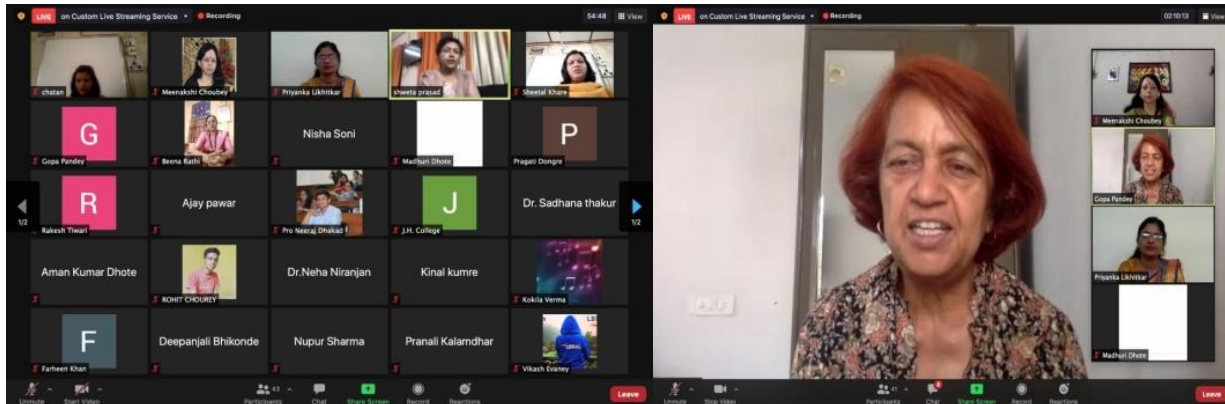 LIVE on Custom Live Streaming Service Recording 54:48 View
chatan Meenakshi Choubey Priyanka Likhitkar shweta prasad Sheetal Khare
G Nisha Soni P
Gopa Pandey Beena Rathi Madhuri Dhote Pragati Dongre
R Ajay pawar J Dr. Sadhana thakur
1/2 1/2
Rakesh Tiwari Pro Neeraj Dhakad J.H. College
Aman Kumar Dhote Dr.Neha Niranjan Kinal kumre
ROHIT CHOUREY Kokila Verma
F Deepanjali Bhikonde Nupur Sharma Pranali Kalamdhar
Farheen Khan Vikash Evaney
Unmute Start Video Participants 43 Chat Share Screen Record Reactions Leave
LIVE on Custom Live Streaming Service Recording 02:10:13 View
Meenakshi Choubey
Gopa Pandey
Priyanka Likhitkar
Madhuri Dhote
Unmute Stop Video Participants 41 Chat Share Screen Record Reactions Leave